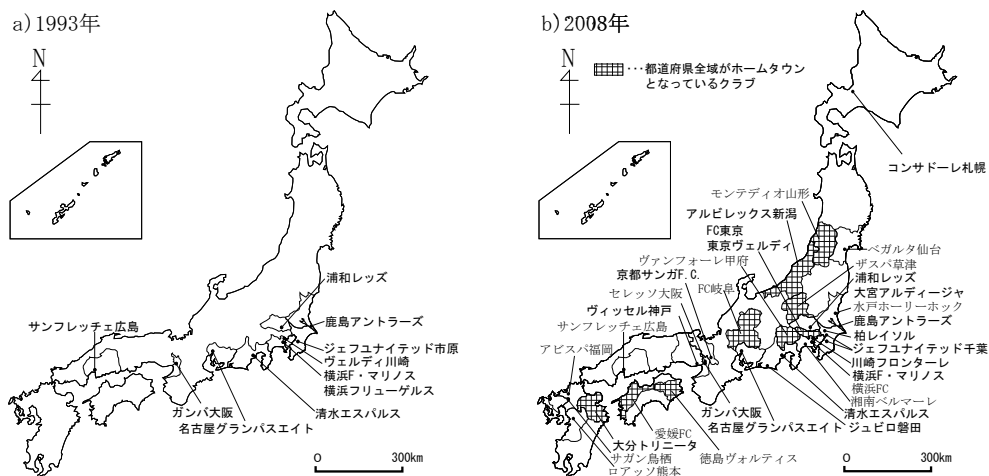 a)1993年
N
浦和レッズ
サンフレッチェ広島
鹿島アントラーズ
ジェフユナイテッド市原
ヴェルディ川崎
横浜F・マリノス
横浜フリューゲルス
ガンバ大阪
清水エスパルス
名古屋グランパスエイト
0 300km
b)2008年
N
・・・都道府県全域がホームタウン
となっているクラブ
コンサドーレ札幌
モンテディオ山形
アルビレックス新潟
FC東京
東京ヴェルディ
ベガルタ仙台
ヴァンフォーレ甲府
ザスパ草津
京都サンガF.C.
浦和レッズ
セレッソ大阪
FC岐阜
大宮アルディージャ
ヴィッセル神戸
水戸ホーリーホック
サンフレッチェ広島
鹿島アントラーズ
柏レイソル
アビスパ福岡
ジェフユナイテッド千葉
川崎フロンターレ
横浜F・マリノス
横浜FC
湘南ベルマーレ
ガンバ大阪
清水エスパルス
名古屋グランパスエイト
ジュビロ磐田
愛媛FC
大分トリニータ
徳島ヴォルティス
サガン鳥栖
ロアッソ熊本
0 300km